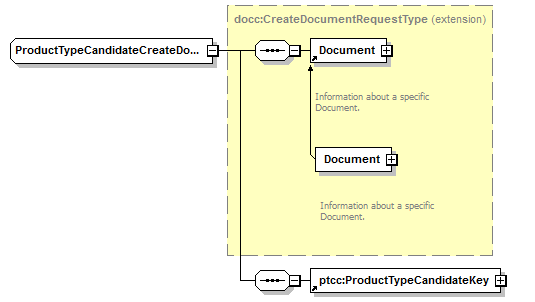 docc:CreateDocumentRequestType (extension)
ProductTypeCandidateCreateDo...
Document
Information about a specific
Document.
Document
Information about a specific
Document.
ptcc:ProductTypeCandidateKey